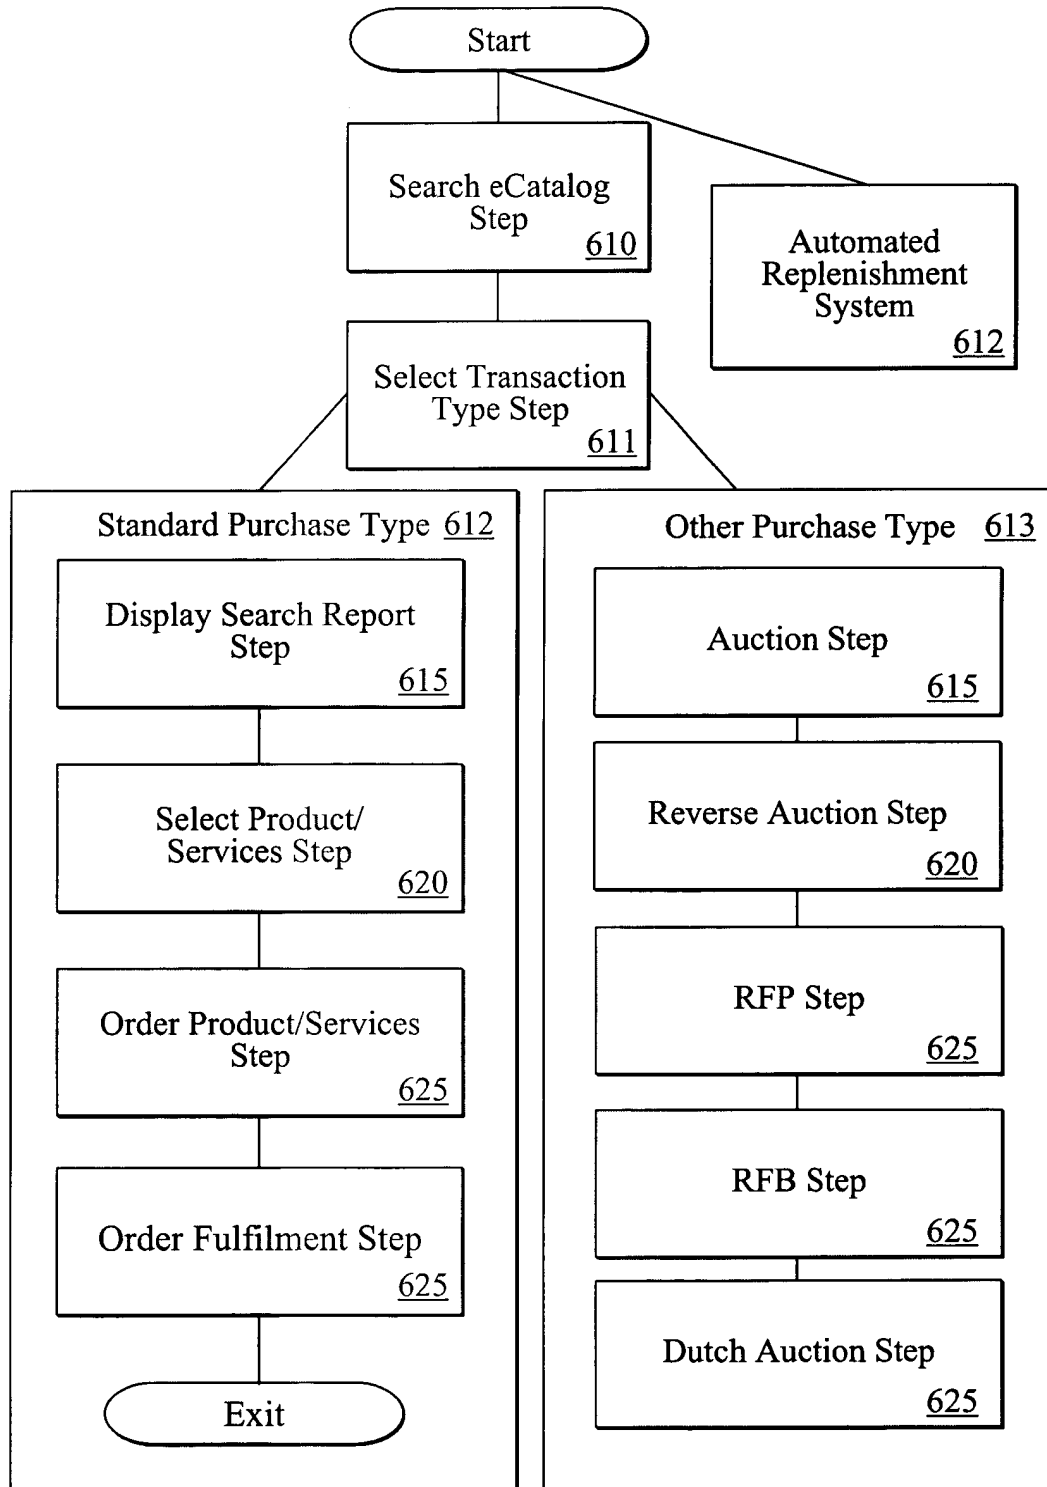 Start
Search eCatalog
Step
610
Automated
Replenishment
System
612
Select Transaction
Type Step
611
Standard Purchase Type 612
Display Search Report
Step
615
Select Product/
Services Step
620
Order Product/Services
Step
625
Order Fulfilment Step
625
Exit
Other Purchase Type 613
Auction Step
615
Reverse Auction Step
620
RFP Step
625
RFB Step
625
Dutch Auction Step
625